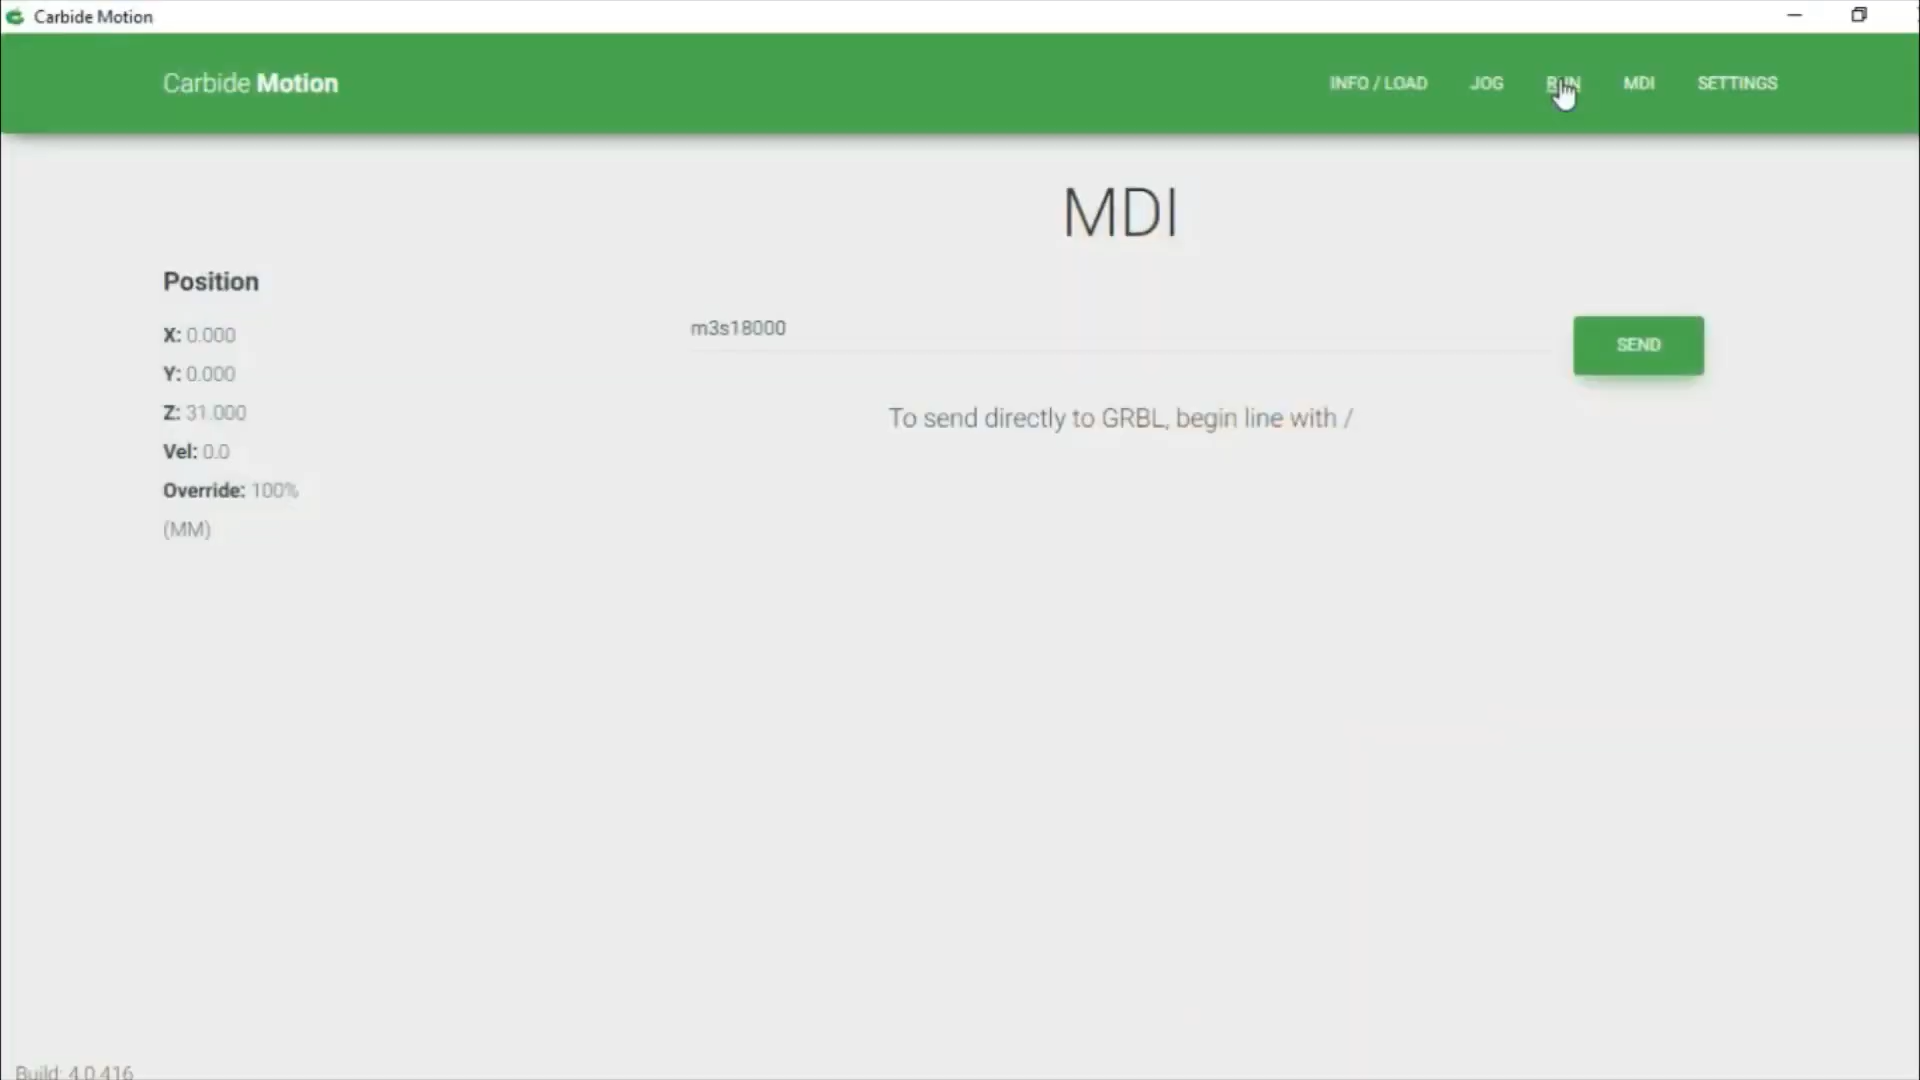 Carbide Motion
Carbide Motion
INFO / LOAD JOG RUN MDI SETTINGS
MDI
Position
X: 0.000
Y: 0.000
Z: 31.000
Vel: 0.0
Override: 100%
(MM)
m3s18000
SEND
To send directly to GRBL, begin line with /
Build: 4.0.416